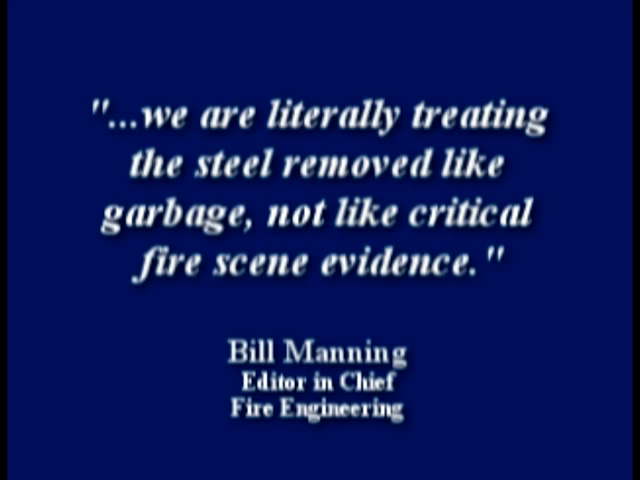 "...we are literally treating
the steel removed like
garbage, not like critical
fire scene evidence."
Bill Manning
Editor in Chief
Fire Engineering